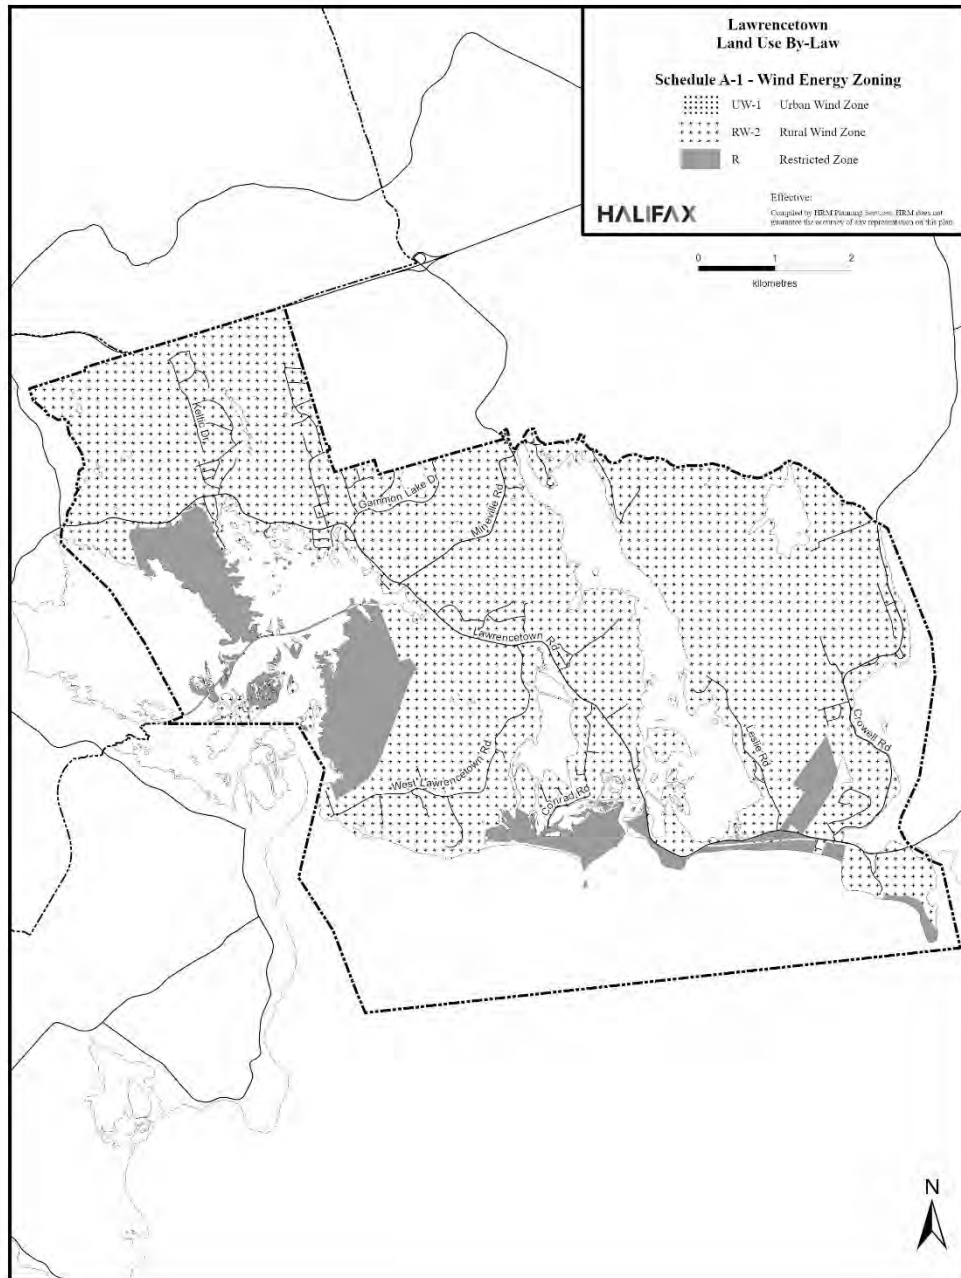 Lawrencetown
Land Use By-Law
Schedule A-1 - Wind Energy Zoning
UW-1 Urban Wind Zone
RW-2 Rural Wind Zone
R Restricted Zone
HALIFAX
Effective:
Compiled by HRM Planning Services. HRM does not
guarantee the accuracy of any representation on this plan.
0 1 2
kilometres
Keltic Dr.
Gammon Lake Dr
Mineville Rd
Lawrencetown Rd
Leslie Rd
Crowell Rd
West Lawrencetown Rd
Conrad Rd
N